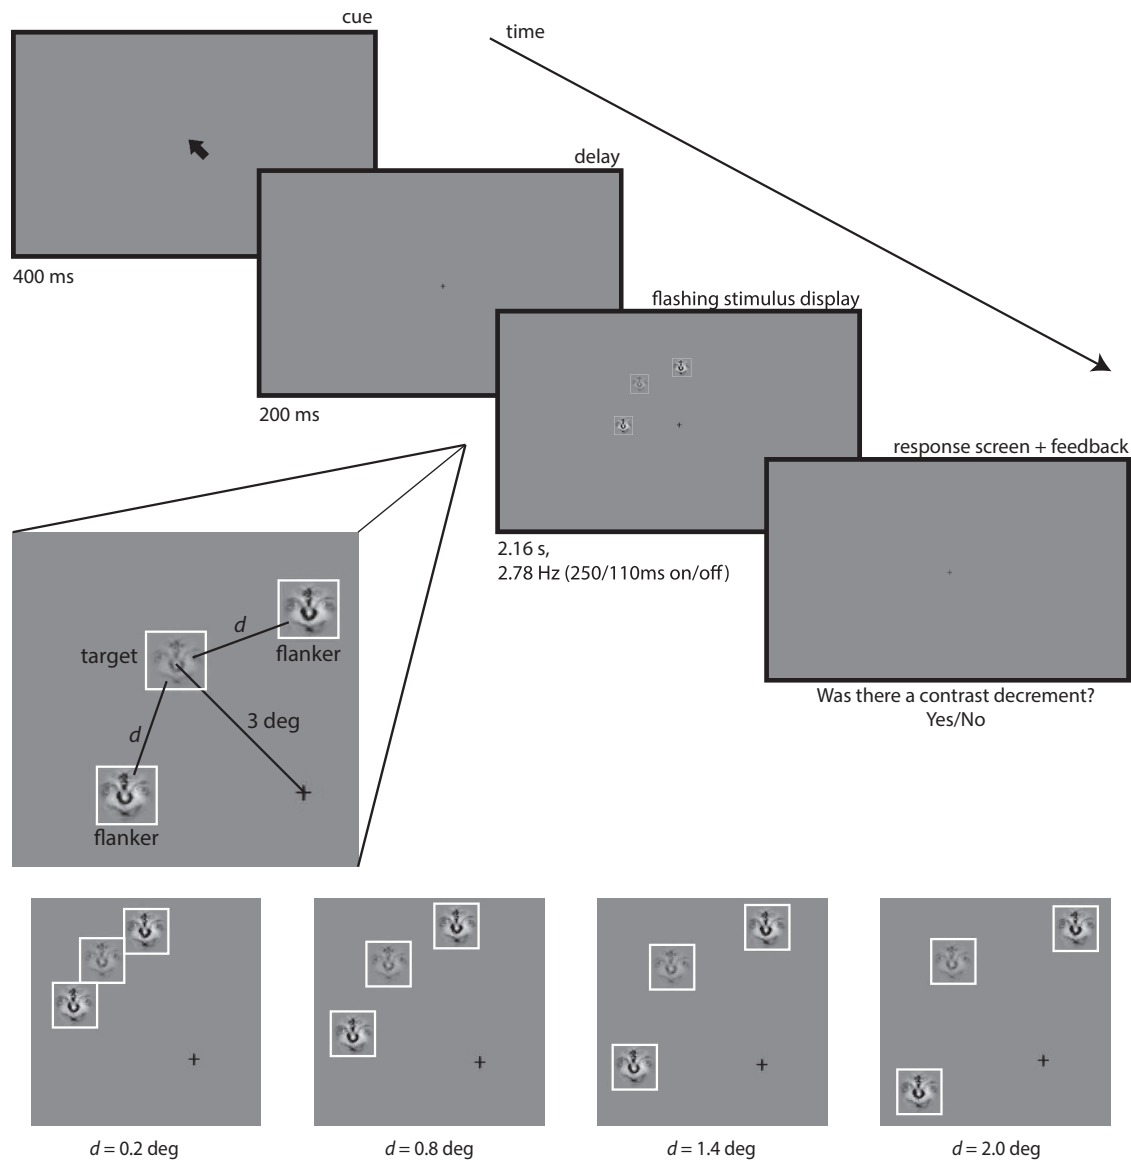 cue
time
400 ms
delay
200 ms
flashing stimulus display
2.16 s,
2.78 Hz (250/110ms on/off)
response screen + feedback
Was there a contrast decrement?
Yes/No
d
flanker
target
3 deg
d
flanker
d = 0.2 deg
d = 0.8 deg
d = 1.4 deg
d = 2.0 deg